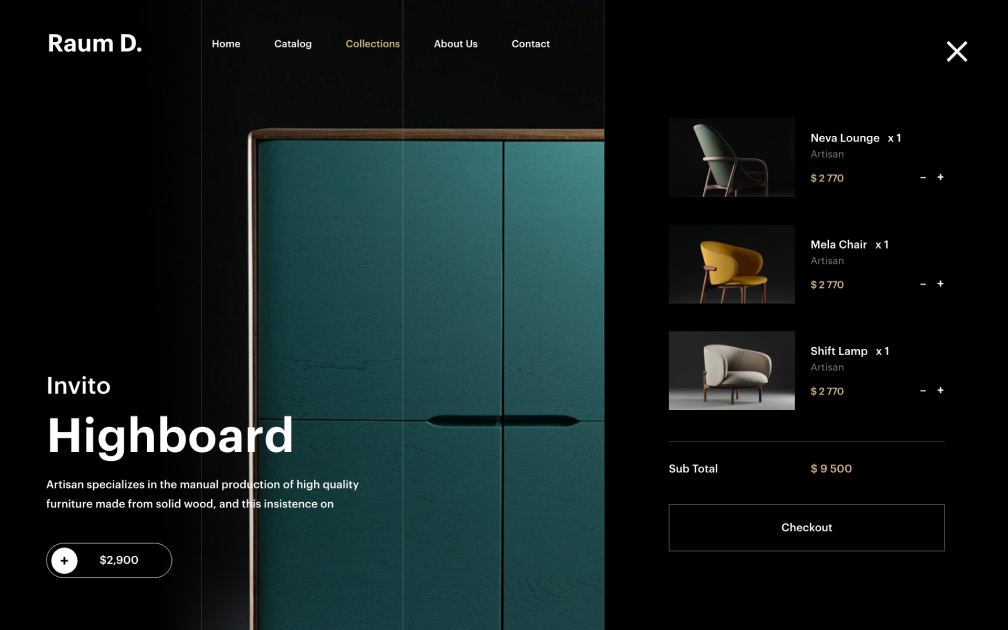 Raum D.
Home
Catalog
Collections
About Us
Contact
Invito
Highboard
Artisan specializes in the manual production of high quality
furniture made from solid wood, and this insistence on
+ $2,900
Neva Lounge x 1
Artisan
$ 2 770 – +
Mela Chair x 1
Artisan
$ 2 770 – +
Shift Lamp x 1
Artisan
$ 2 770 – +
Sub Total $ 9 500
Checkout